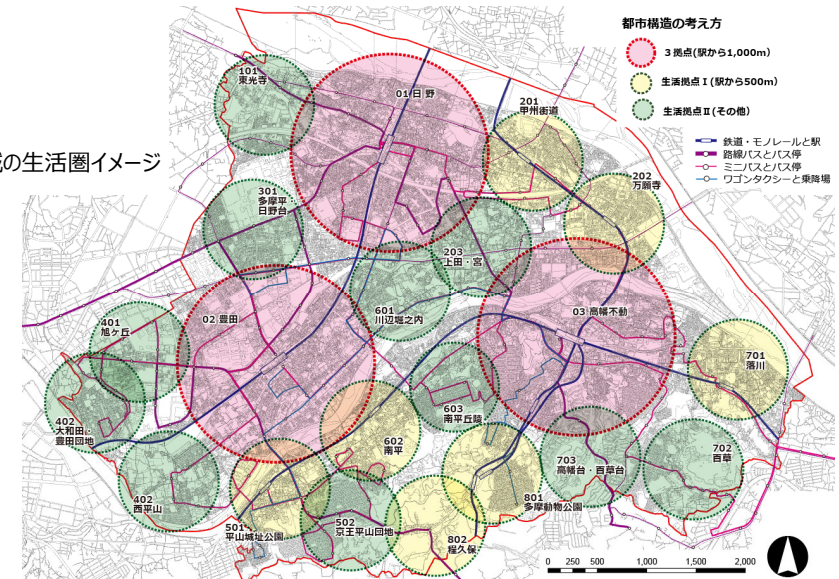 都市構造の考え方
3拠点(駅から1,000m)
生活拠点Ⅰ(駅から500m)
生活拠点Ⅱ(その他)
鉄道・モノレールと駅
路線バスとバス停
ミニバスとバス停
ワゴンタクシーと乗降場
の生活圏イメージ
101
東光寺
01 日野
201
甲州街道
202
万願寺
301
多摩平
日野台
203
上田・宮
601
川辺堀之内
02 豊田
03 高幡不動
401
旭ケ丘
701
落川
402
大和田・
豊田団地
603
南平丘陵
602
南平
703
高幡台・百草台
702
百草
402
西平山
501
平山城址公園
502
京王平山団地
801
多摩動物公園
802
程久保
0 250 500 1,000 1,500 2,000